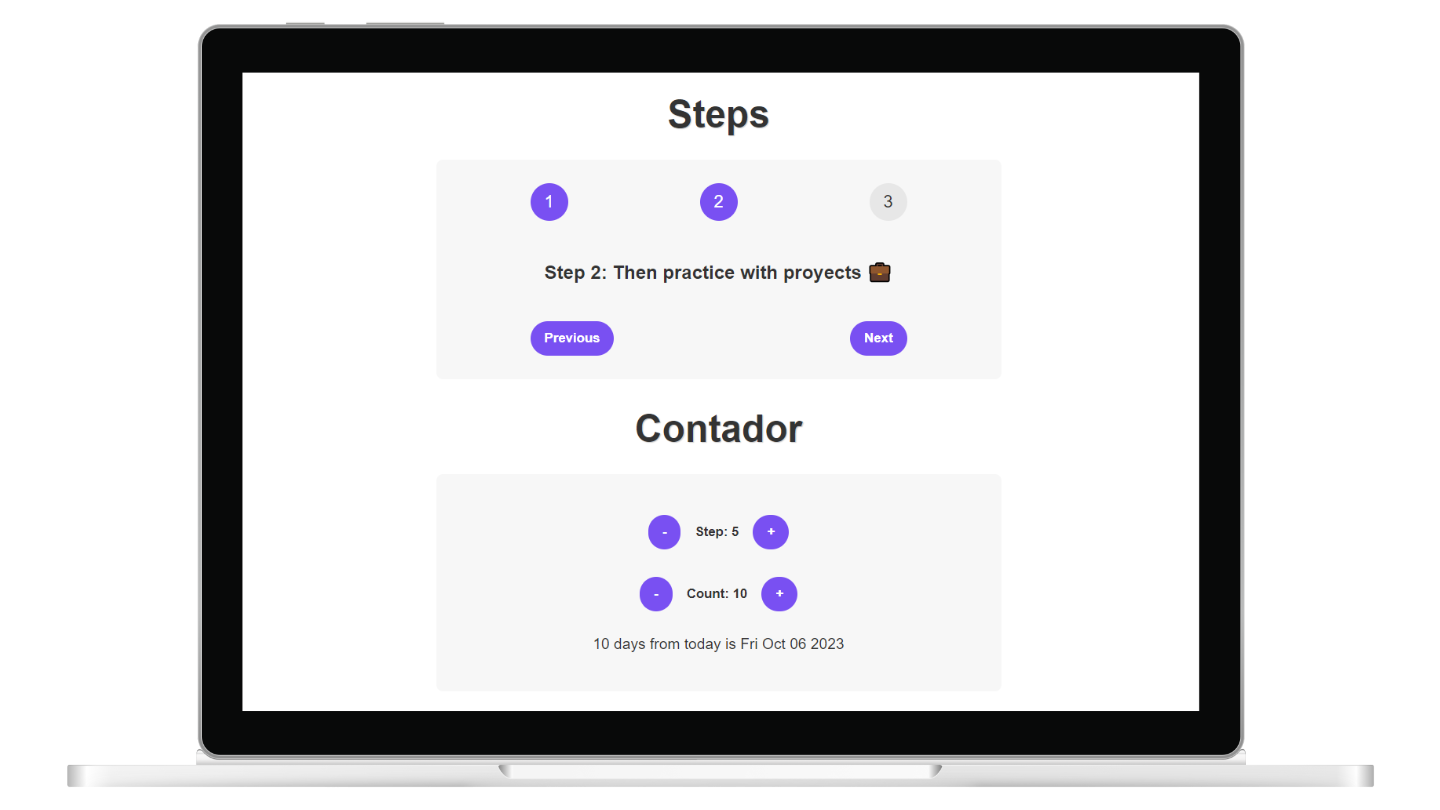 Steps
1 2 3
Step 2: Then practice with proyects 💼
Previous Next
Contador
- Step: 5 +
- Count: 10 +
10 days from today is Fri Oct 06 2023